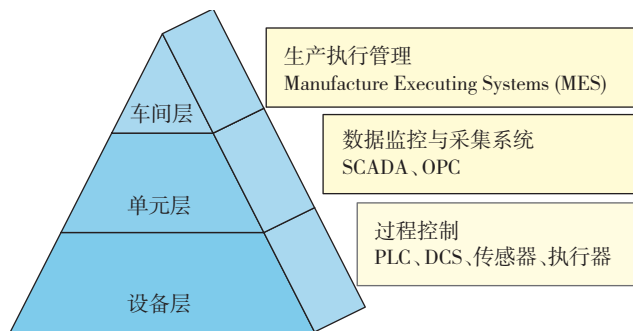 生产执行管理
Manufacture Executing Systems (MES)
车间层
数据监控与采集系统
SCADA、OPC
单元层
过程控制
PLC、DCS、传感器、执行器
设备层